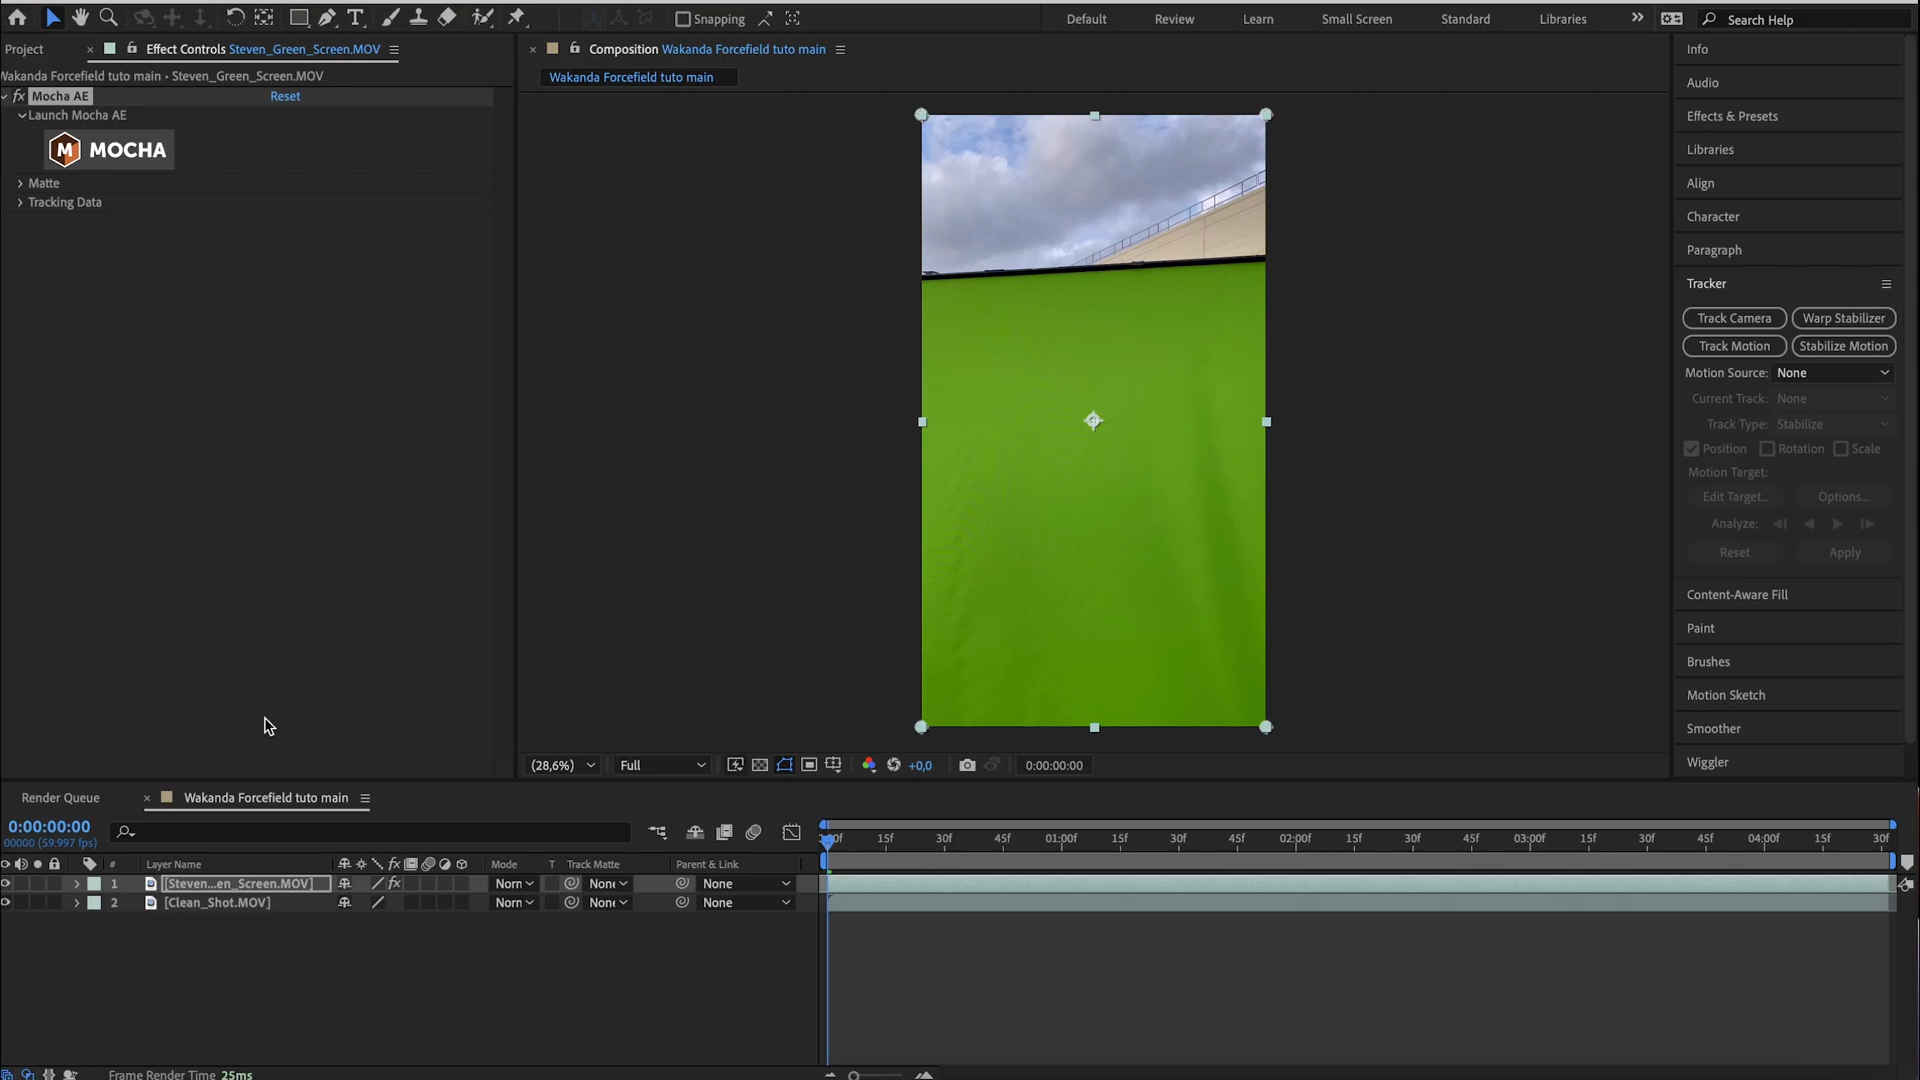 Snapping
Default
Review
Learn
Small Screen
Standard
Libraries
Search Help
Project
Effect Controls Steven_Green_Screen.MOV
Composition Wakanda Forcefield tuto main
Wakanda Forcefield tuto main
Wakanda Forcefield tuto main • Steven_Green_Screen.MOV
fx Mocha AE
Reset
Launch Mocha AE
M MOCHA
Matte
Tracking Data
Info
Audio
Effects & Presets
Libraries
Align
Character
Paragraph
Tracker
Track Camera
Warp Stabilizer
Track Motion
Stabilize Motion
Motion Source: None
Current Track: None
Track Type: Stabilize
Position
Rotation
Scale
Motion Target:
Edit Target...
Options...
Analyze:
Reset
Apply
Content-Aware Fill
Paint
Brushes
Motion Sketch
Smoother
Wiggler
(28,6%)
Full
+0,0
0:00:00:00
Render Queue
Wakanda Forcefield tuto main
0:00:00:00
00000 (59.997 fps)
15f 30f 45f 01:00f 15f 30f 45f 02:00f 15f 30f 45f 03:00f 15f 30f 45f 04:00f 15f 30f
# Layer Name fx Mode T Track Matte Parent & Link
1 [Steven...en_Screen.MOV] fx Norn None None
2 [Clean_Shot.MOV] Norn None None
Frame Render Time 25ms